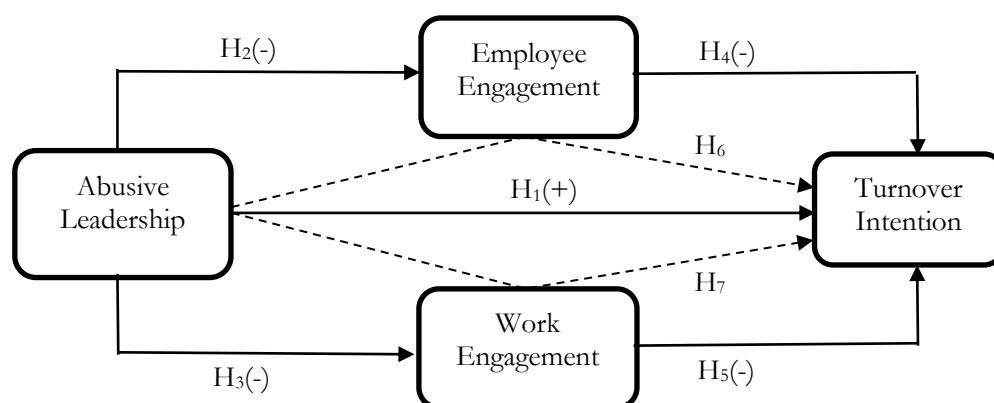 H₂(-)
Employee
Engagement
H₄(-)
H₆
Abusive
Leadership
H₁(+)
Turnover
Intention
H₇
Work
Engagement
H₃(-)
H₅(-)